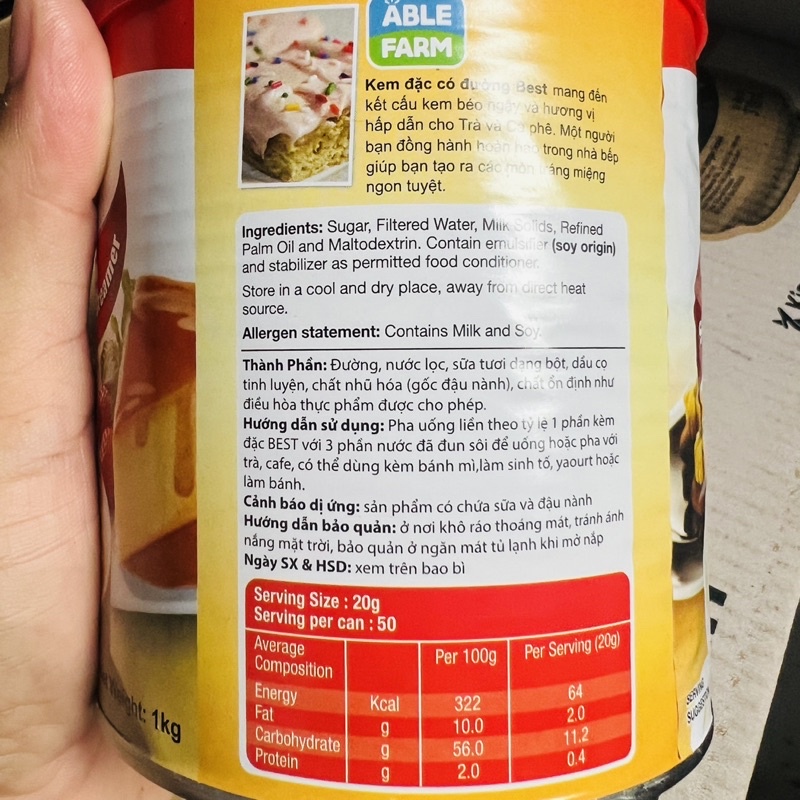 ABLE
FARM
Kem đặc có đường Best mang đến
kết cấu kem béo ngậy và hương vị
hấp dẫn cho Trà và Cà phê. Một người
bạn đồng hành hoàn hảo trong nhà bếp
giúp bạn tạo ra các món tráng miệng
ngon tuyệt.
Ingredients: Sugar, Filtered Water, Milk Solids, Refined
Palm Oil and Maltodextrin. Contain emulsifier (soy origin)
and stabilizer as permitted food conditioner.
Store in a cool and dry place, away from direct heat
source.
Allergen statement: Contains Milk and Soy.
Thành Phần: Đường, nước lọc, sữa tươi dạng bột, dầu cọ
tinh luyện, chất nhũ hóa (gốc đậu nành), chất ổn định như
điều hòa thực phẩm được cho phép.
Hướng dẫn sử dụng: Pha uống liền theo tỷ lệ 1 phần kèm
đặc BEST với 3 phần nước đã đun sôi để uống hoặc pha với
trà, cafe, có thể dùng kèm bánh mì,làm sinh tố, yaourt hoặc
làm bánh.
Cảnh báo dị ứng: sản phẩm có chứa sữa và đậu nành
Hướng dẫn bảo quản: ở nơi khô ráo thoáng mát, tránh ánh
nắng mặt trời, bảo quản ở ngăn mát tủ lạnh khi mở nắp
Ngày SX & HSD: xem trên bao bì
Serving Size : 20g
Serving per can : 50
Average Composition Per 100g Per Serving (20g)
Energy Kcal 322 64
Fat g 10.0 2.0
Carbohydrate g 56.0 11.2
Protein g 2.0 0.4
1kg